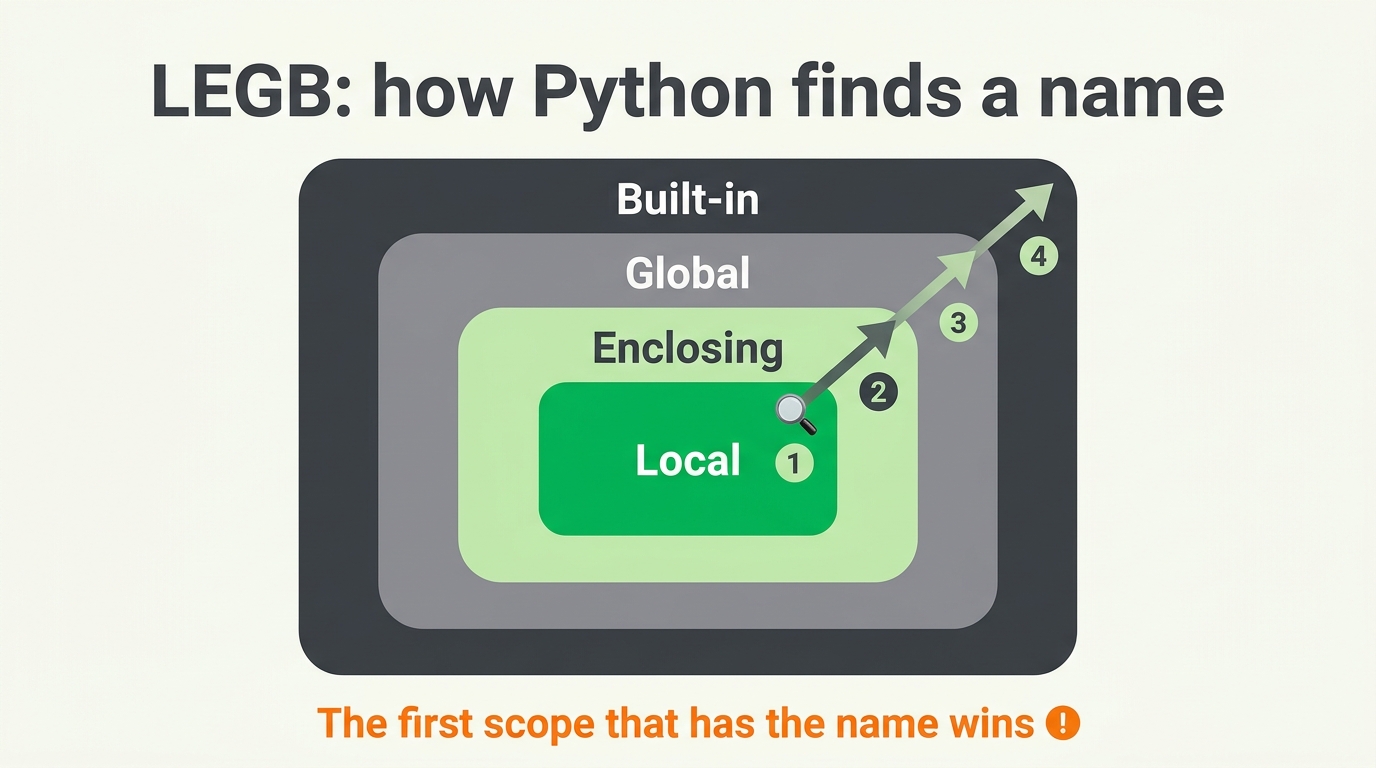 LEGB: how Python finds a name
Built-in
Global
Enclosing
Local
1
2
3
4
The first scope that has the name wins !